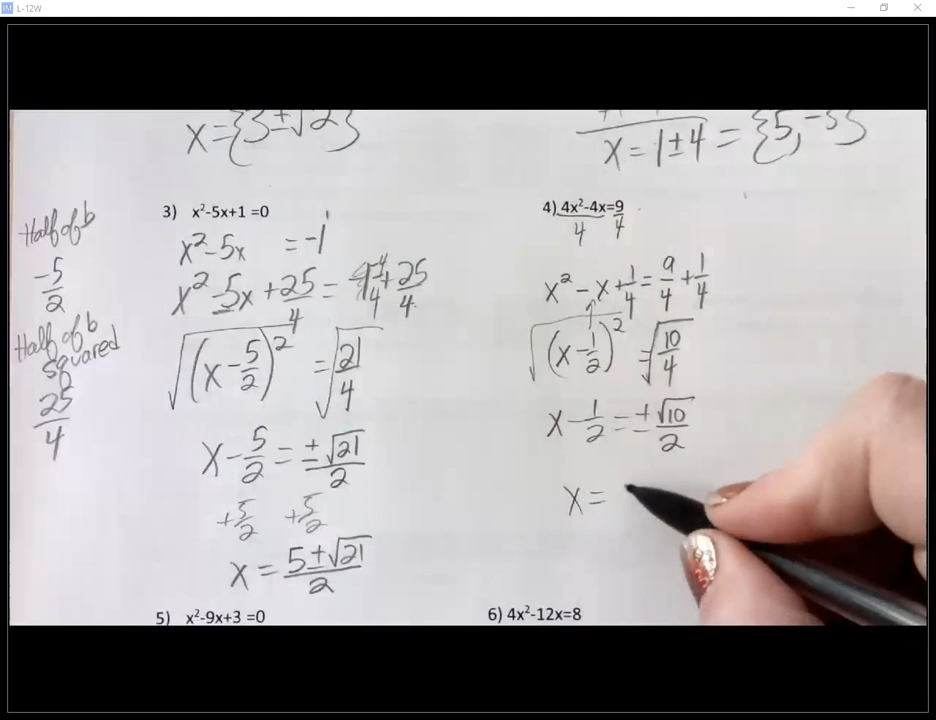 L-12W
x={3±√2}
x=1±4={5,-3}
Half of b
-5/2
Half of b
squared
25/4
3) x²-5x+1=0
x²-5x =-1
x²-5x+25/4=-4/4+25/4
√(x-5/2)²=√21/4
x-5/2=±√21/2
+5/2 +5/2
x=5±√21/2
4) 4x²-4x=9
4 4
x²-x+1/4=9/4+1/4
√(x-1/2)²=√10/4
x-1/2=±√10/2
x=
5) x²-9x+3=0
6) 4x²-12x=8